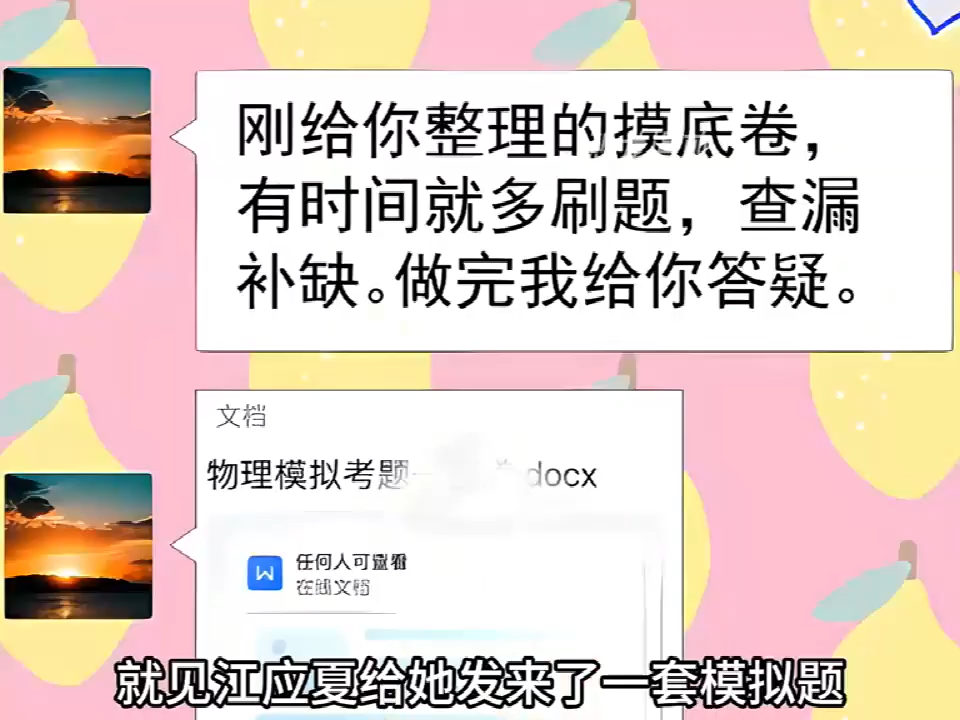 刚给你整理的摸底卷，
有时间就多刷题，查漏
补缺。做完我给你答疑。
文档
物理模拟考题 docx
任何人可查看
在线文档
就见江应夏给她发来了一套模拟题